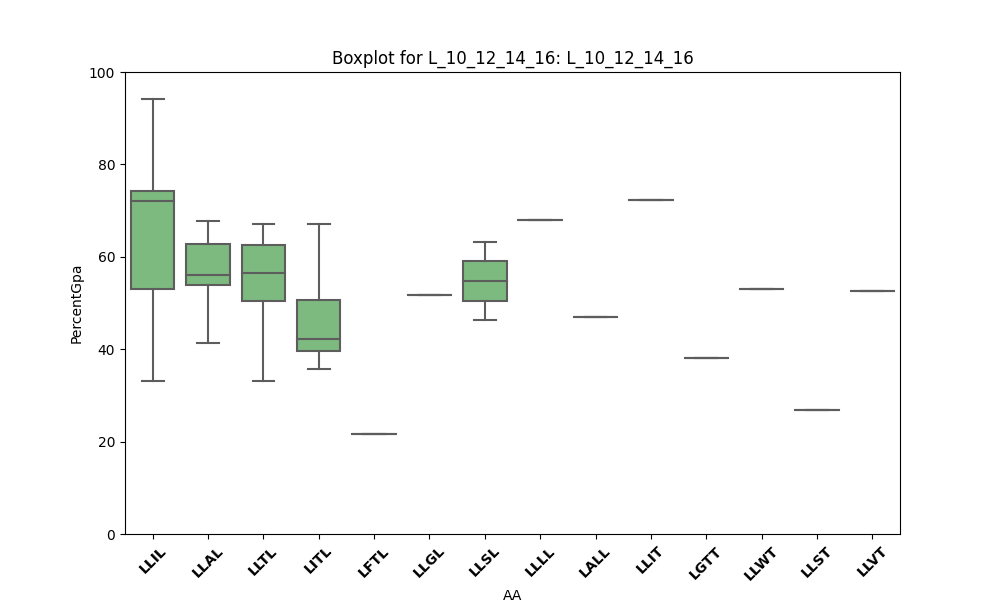 Boxplot for L_10_12_14_16: L_10_12_14_16
100
80
60
40
20
0
PercentGpa
LLIL LLAL LLTL LITL LFTL LLGL LLSL LLLL LALL LLIT LGTT LLWT LLST LLVT
AA